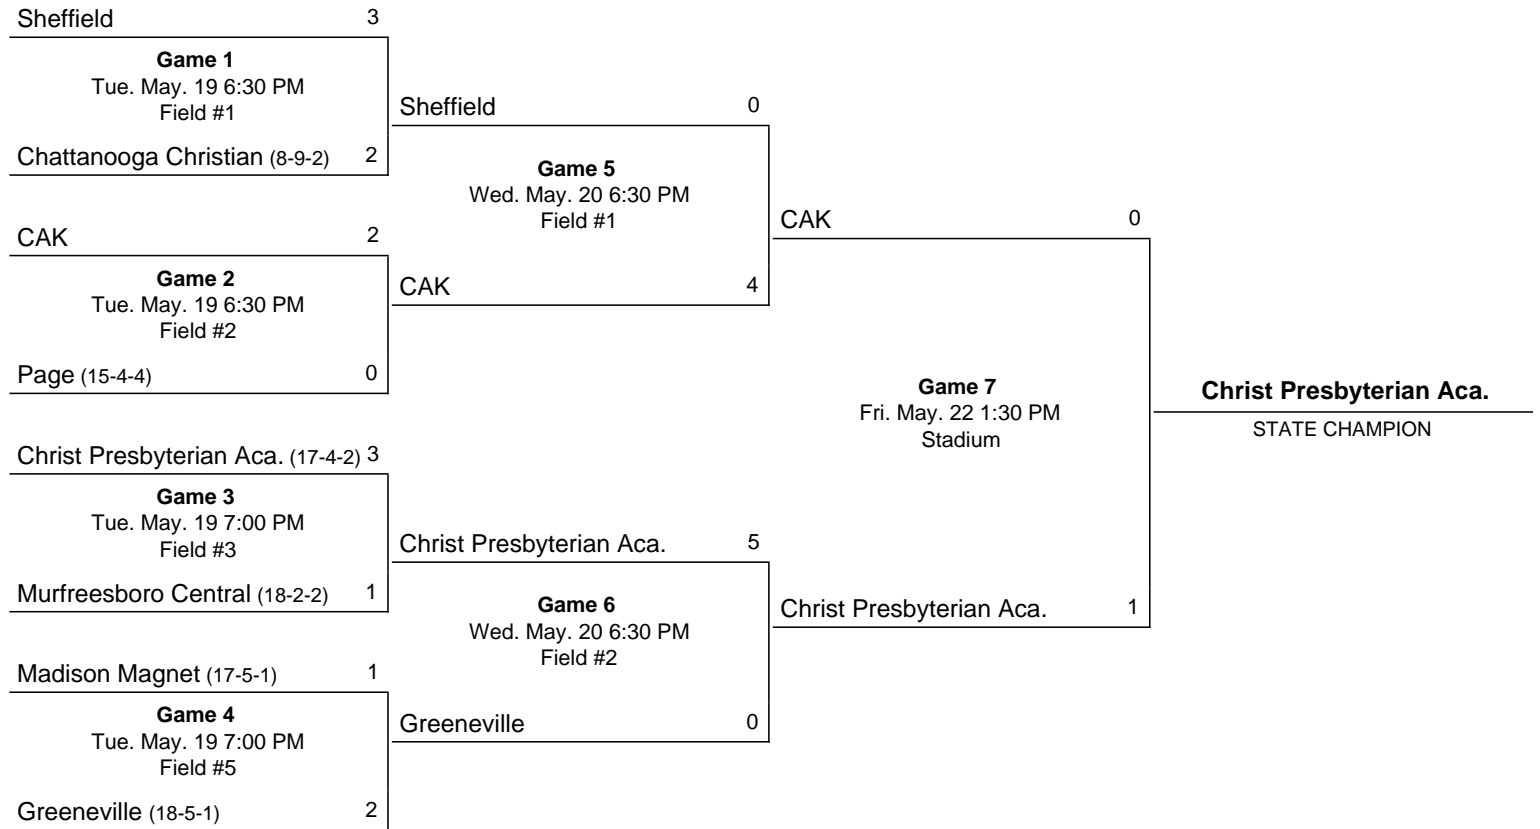 Sheffield 3
Game 1
Tue. May. 19 6:30 PM
Field #1
Chattanooga Christian (8-9-2) 2
CAK 2
Game 2
Tue. May. 19 6:30 PM
Field #2
Page (15-4-4) 0
Christ Presbyterian Aca. (17-4-2) 3
Game 3
Tue. May. 19 7:00 PM
Field #3
Murfreesboro Central (18-2-2) 1
Madison Magnet (17-5-1) 1
Game 4
Tue. May. 19 7:00 PM
Field #5
Greeneville (18-5-1) 2
Sheffield 0
Game 5
Wed. May. 20 6:30 PM
Field #1
CAK 4
Christ Presbyterian Aca. 5
Game 6
Wed. May. 20 6:30 PM
Field #2
Greeneville 0
CAK 0
Game 7
Fri. May. 22 1:30 PM
Stadium
Christ Presbyterian Aca. 1
Christ Presbyterian Aca.
STATE CHAMPION